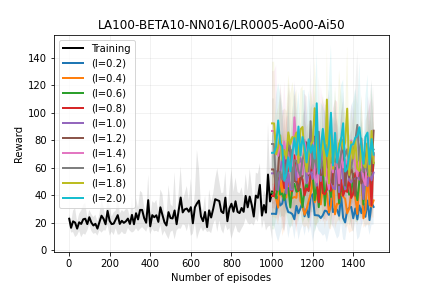 LA100-BETA10-NN016/LR0005-Ao00-Ai50
Reward
140
120
100
80
60
40
20
0
Training
(l=0.2)
(l=0.4)
(l=0.6)
(l=0.8)
(l=1.0)
(l=1.2)
(l=1.4)
(l=1.6)
(l=1.8)
(l=2.0)
0 200 400 600 800 1000 1200 1400
Number of episodes